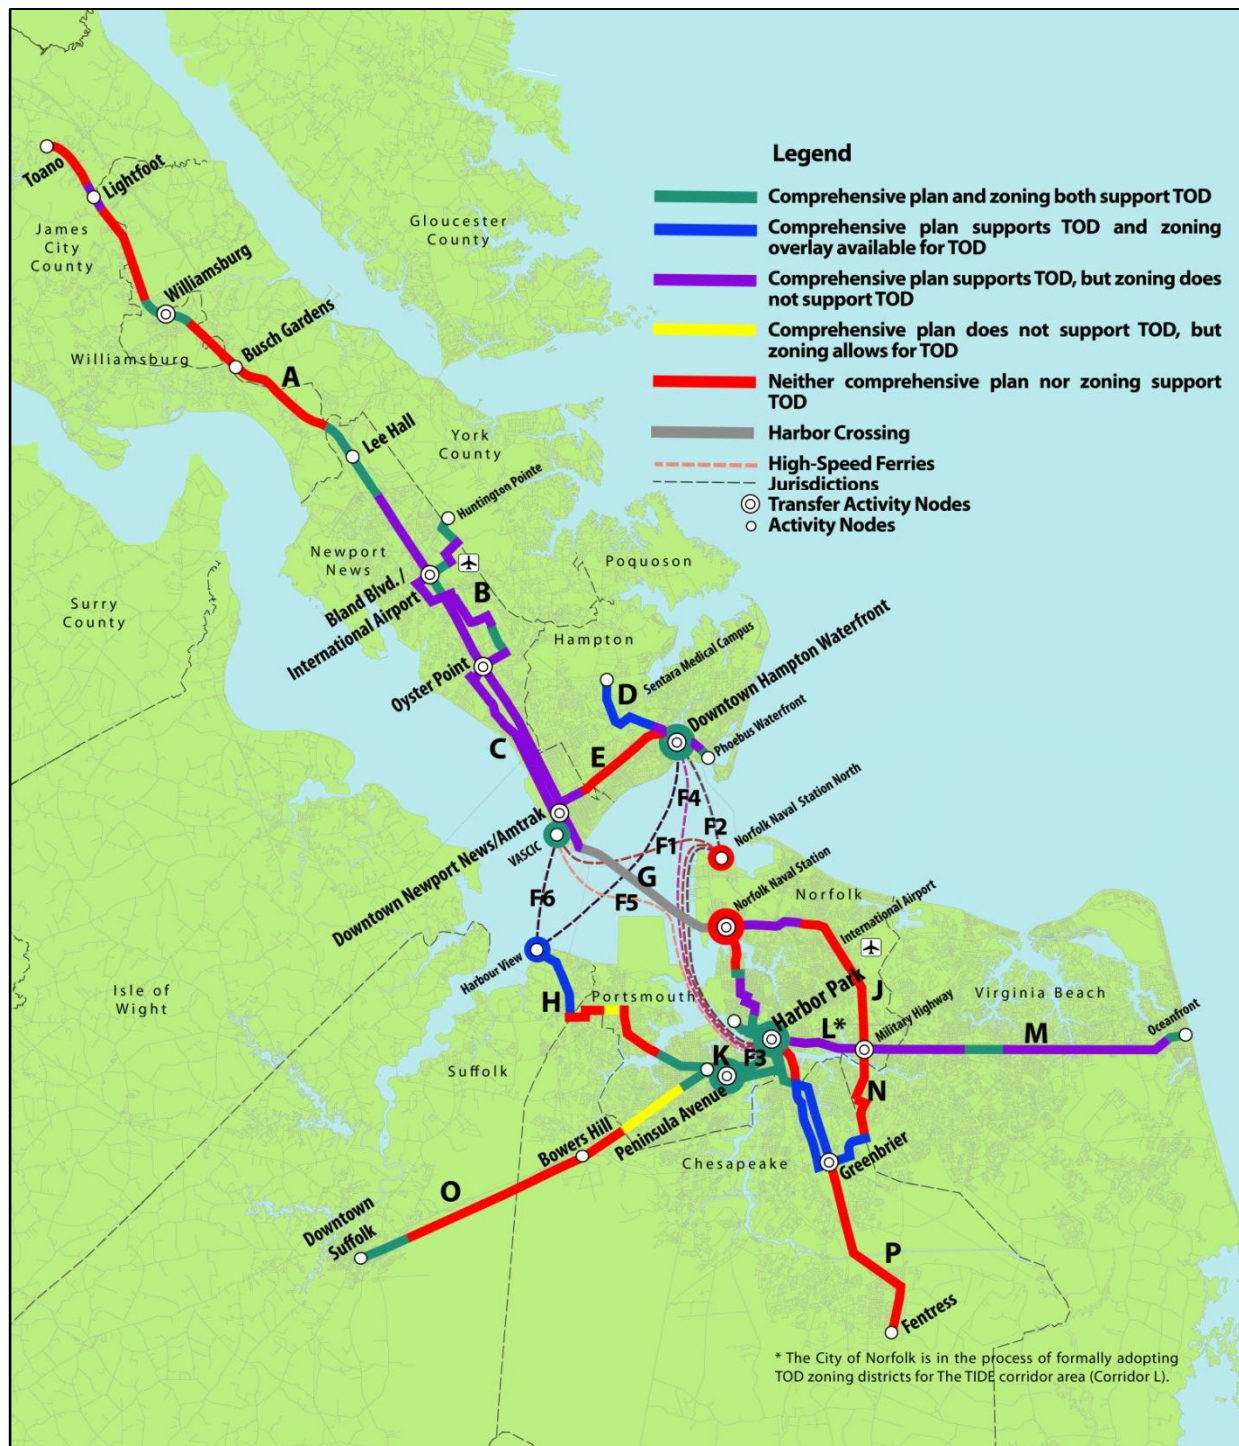 Legend
Comprehensive plan and zoning both support TOD
Comprehensive plan supports TOD and zoning
overlay available for TOD
Comprehensive plan supports TOD, but zoning does
not support TOD
Comprehensive plan does not support TOD, but
zoning allows for TOD
Neither comprehensive plan nor zoning support
TOD
Harbor Crossing
High-Speed Ferries
Jurisdictions
Transfer Activity Nodes
Activity Nodes
Toano
Lightfoot
James
City
County
Gloucester
County
Williamsburg
Williamsburg
Busch Gardens
A
Lee Hall
York
County
Huntington Pointe
Newport
News
Bland Blvd. /
International Airport
B
Poquoson
Surry
County
Hampton
Oyster Point
Sentara Medical Campus
D
Downtown Hampton Waterfront
Phoebus Waterfront
C
E
F4
F2
Norfolk Naval Station North
Downtown Newport News/Amtrak
VASCIC
F1
G
F6
F5
Norfolk Naval Station
Norfolk
International Airport
Harbour View
Isle of
Wight
H
Portsmouth
Harbor Park
J
Virginia Beach
Oceanfront
L*
Military Highway
M
Suffolk
K
F3
N
Peninsula Avenue
Bowers Hill
Chesapeake
Greenbrier
O
Downtown
Suffolk
P
Fentress
* The City of Norfolk is in the process of formally adopting
TOD zoning districts for The TIDE corridor area (Corridor L).